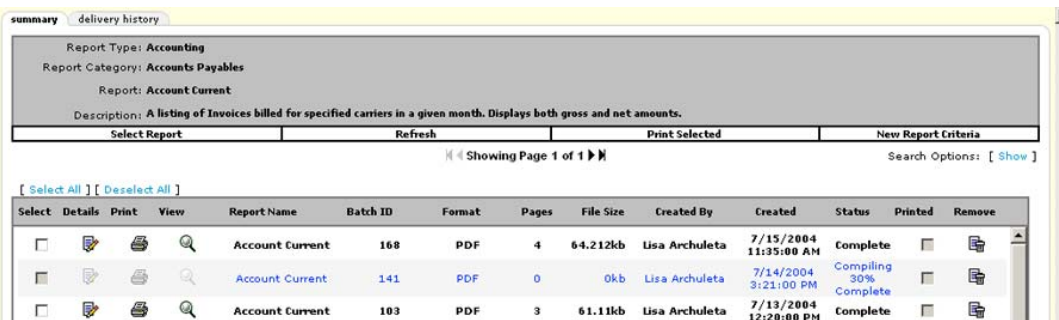 summary delivery history
Report Type: Accounting
Report Category: Accounts Payables
Report: Account Current
Description: A listing of Invoices billed for specified carriers in a given month. Displays both gross and net amounts.
Select Report Refresh Print Selected New Report Criteria
Showing Page 1 of 1 Search Options: [ Show ]
[ Select All ] [ Deselect All ]
Select Details Print View Report Name Batch ID Format Pages File Size Created By Created Status Printed Remove
Account Current 168 PDF 4 64.212kb Lisa Archuleta 7/15/2004 11:35:00 AM Complete
Account Current 141 PDF 0 0kb Lisa Archuleta 7/14/2004 3:21:00 PM Compiling 30% Complete
Account Current 103 PDF 3 61.11kb Lisa Archuleta 7/13/2004 12:20:00 PM Complete